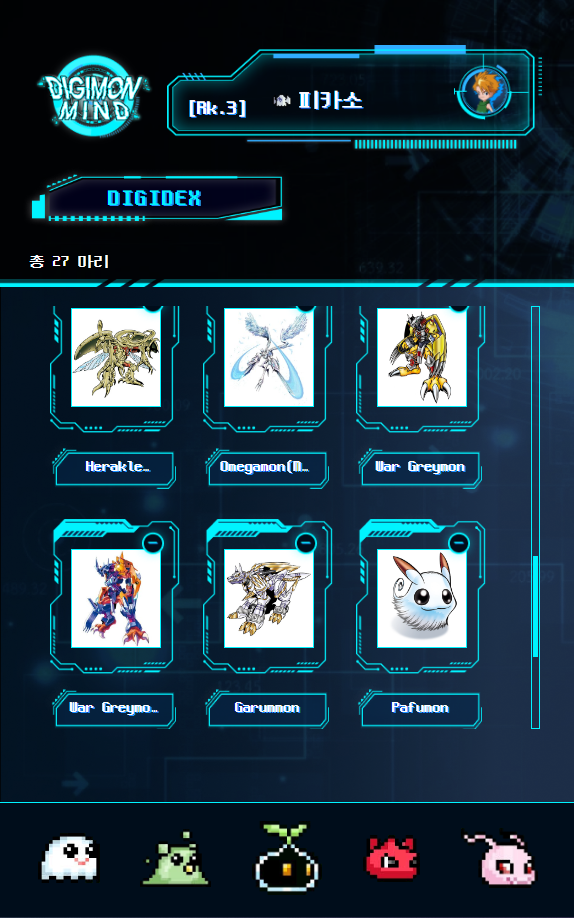 DIGIMON
MIND
[Rk.3] 피카소
DIGIDEX
총 27 마리
Herakle…
Omegamon(M…
War Greymon
War Greymo…
Garummon
Pafumon